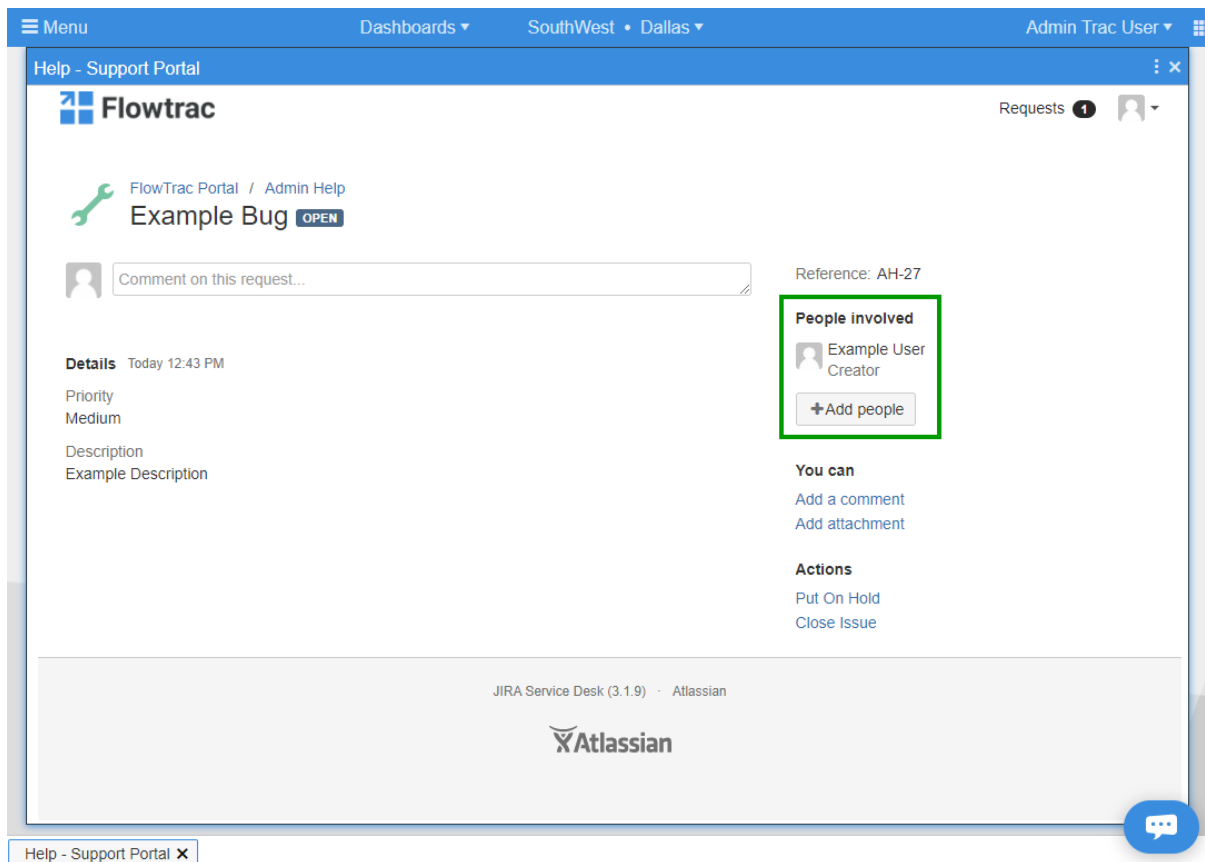 Menu
Dashboards
SouthWest • Dallas
Admin Trac User
Help - Support Portal
Flowtrac
Requests 1
FlowTrac Portal / Admin Help
Example Bug OPEN
Comment on this request...
Reference: AH-27
People involved
Example User
Creator
+Add people
Details Today 12:43 PM
Priority
Medium
Description
Example Description
You can
Add a comment
Add attachment
Actions
Put On Hold
Close Issue
JIRA Service Desk (3.1.9) · Atlassian
Atlassian
Help - Support Portal